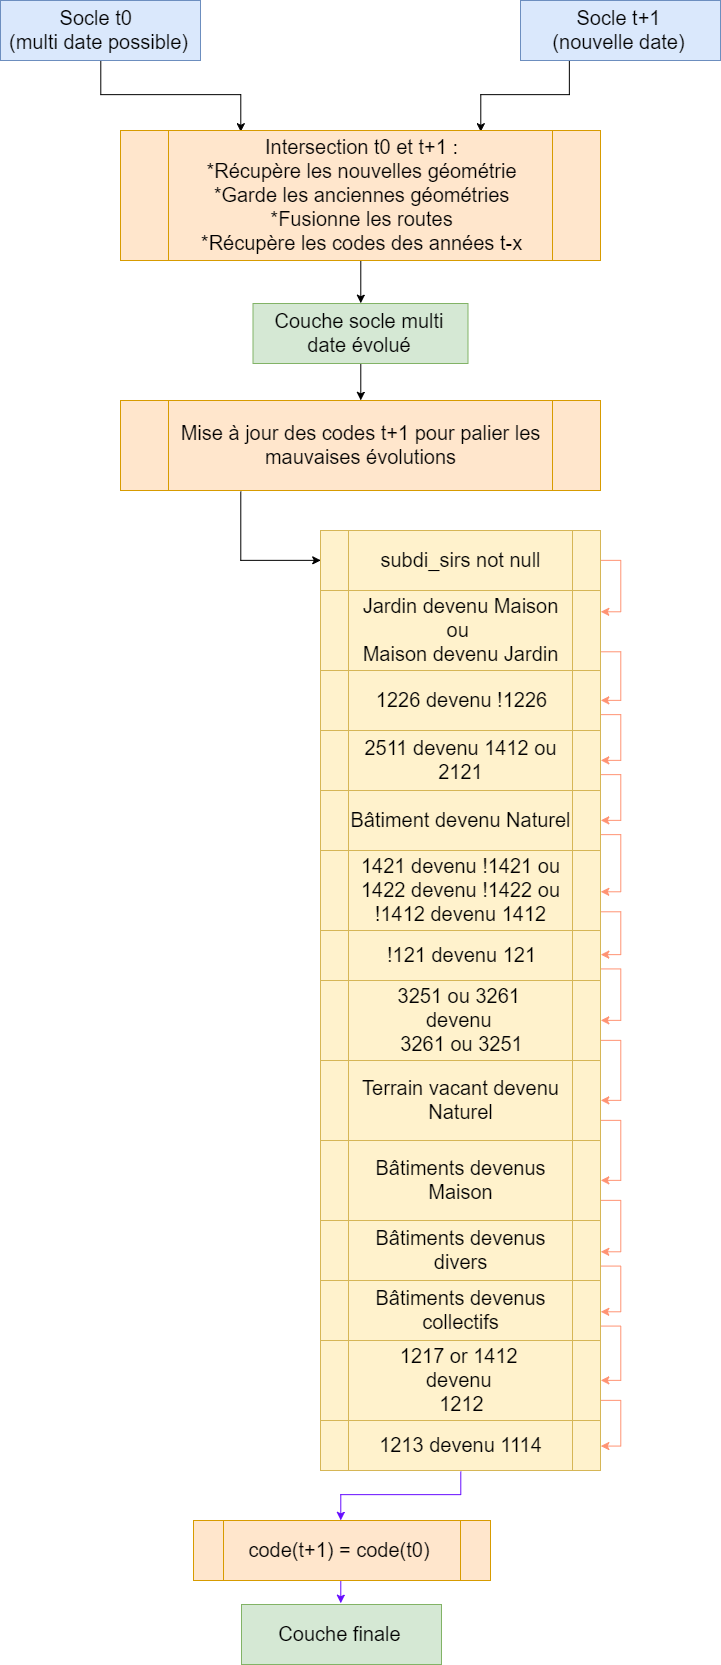 Socle t0
(multi date possible)
Socle t+1
(nouvelle date)
Intersection t0 et t+1 :
*Récupère les nouvelles géométrie
*Garde les anciennes géométries
*Fusionne les routes
*Récupère les codes des années t-x
Couche socle multi
date évolué
Mise à jour des codes t+1 pour palier les
mauvaises évolutions
subdi_sirs not null
Jardin devenu Maison
ou
Maison devenu Jardin
1226 devenu !1226
2511 devenu 1412 ou
2121
Bâtiment devenu Naturel
1421 devenu !1421 ou
1422 devenu !1422 ou
!1412 devenu 1412
!121 devenu 121
3251 ou 3261
devenu
3261 ou 3251
Terrain vacant devenu
Naturel
Bâtiments devenus
Maison
Bâtiments devenus
divers
Bâtiments devenus
collectifs
1217 or 1412
devenu
1212
1213 devenu 1114
code(t+1) = code(t0)
Couche finale